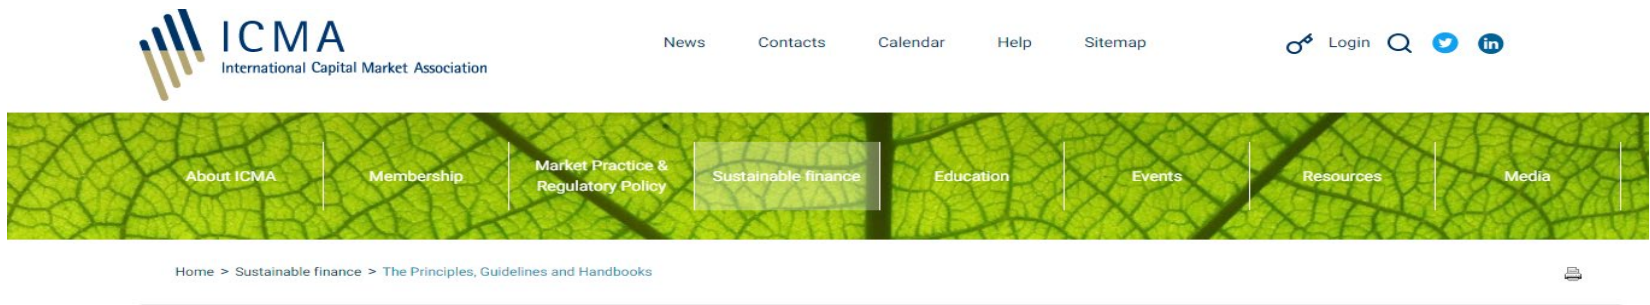 ICMA
International Capital Market Association
News Contacts Calendar Help Sitemap Login in
About ICMA Membership Market Practice & Regulatory Policy Sustainable finance Education Events Resources Media
Home > Sustainable finance > The Principles, Guidelines and Handbooks